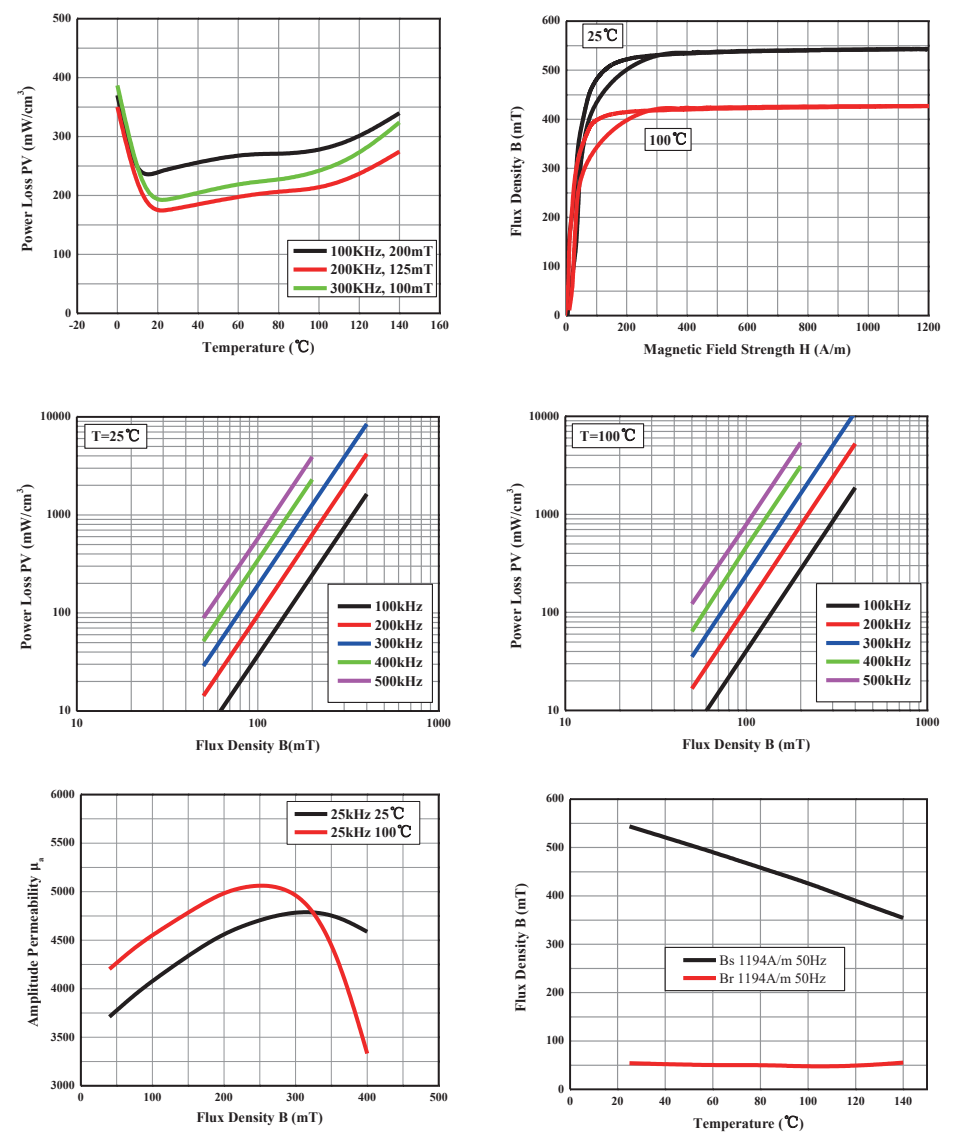 500
400
300
200
100
0
Power Loss PV (mW/cm³)
100KHz, 200mT
200KHz, 125mT
300KHz, 100mT
-20 0 20 40 60 80 100 120 140 160
Temperature (℃)
600
500
400
300
200
100
0
Flux Density B (mT)
25℃
100℃
0 200 400 600 800 1000 1200
Magnetic Field Strength H (A/m)
10000
1000
100
10
Power Loss PV (mW/cm³)
T=25℃
100kHz
200kHz
300kHz
400kHz
500kHz
10 100 1000
Flux Density B(mT)
10000
1000
100
10
Power Loss PV (mW/cm³)
T=100℃
100kHz
200kHz
300kHz
400kHz
500kHz
10 100 1000
Flux Density B (mT)
6000
5500
5000
4500
4000
3500
3000
Amplitude Permeability μa
25kHz 25℃
25kHz 100℃
0 100 200 300 400 500
Flux Density B (mT)
600
500
400
300
200
100
0
Flux Density B (mT)
Bs 1194A/m 50Hz
Br 1194A/m 50Hz
0 20 40 60 80 100 120 140
Temperature (℃)